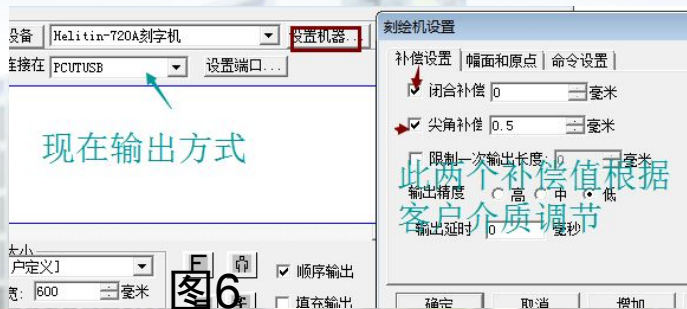 设备 Helitin-720A刻字机 设置机器...
连接在 PCUTUSB 设置端口...
现在输出方式
大小
户定义]
宽: 600 毫米
F
顺序输出
填充输出
图6
刻绘机设置
补偿设置 幅面和原点 命令设置
闭合补偿 0 毫米
尖角补偿 0.5 毫米
限制一次输出长度: 0 毫米
此两个补偿值根据
输出精度 高 中 低
客户介质调节
输出延时 0 毫秒
确定 取消 增加